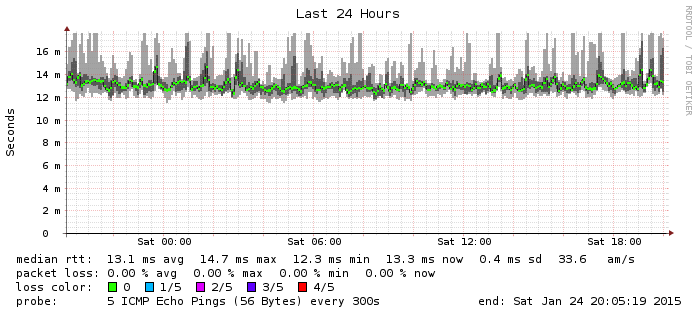 Last 24 Hours
RRDTOOL / TOBI OETIKER
Seconds
16 m
14 m
12 m
10 m
8 m
6 m
4 m
2 m
0
Sat 00:00 Sat 06:00 Sat 12:00 Sat 18:00
median rtt: 13.1 ms avg 14.7 ms max 12.3 ms min 13.3 ms now 0.4 ms sd 33.6 am/s
packet loss: 0.00 % avg 0.00 % max 0.00 % min 0.00 % now
loss color: 0 1/5 2/5 3/5 4/5
probe: 5 ICMP Echo Pings (56 Bytes) every 300s end: Sat Jan 24 20:05:19 2015